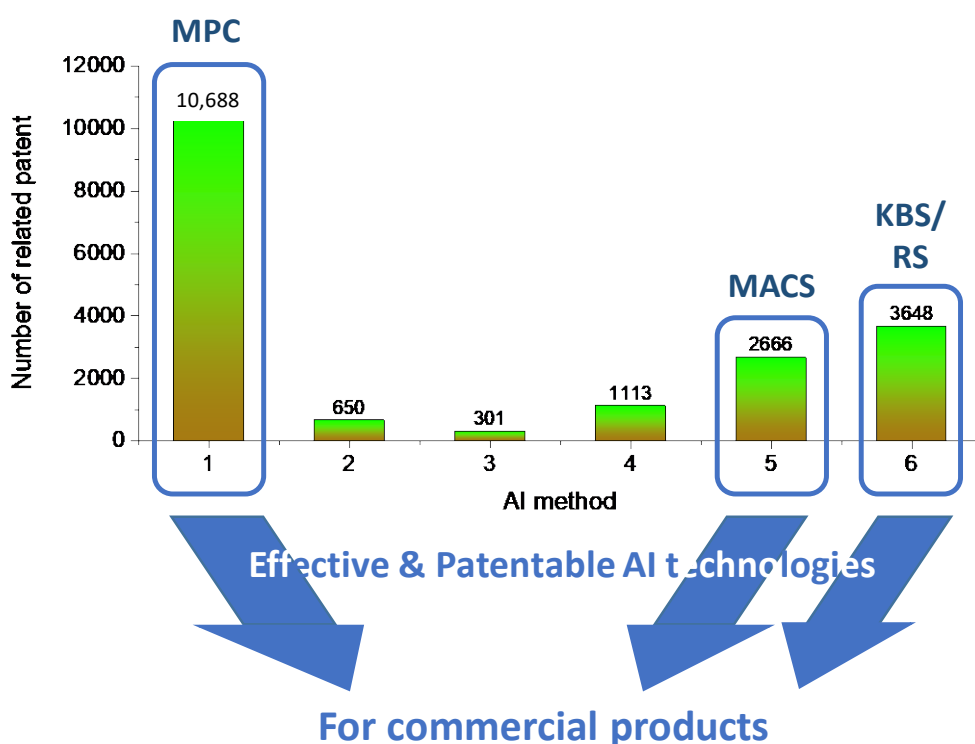 MPC
12000
10,688
10000
8000
6000
4000
2000
0
Number of related patent
650
301
1113
MACS
2666
KBS/
RS
3648
1 2 3 4 5 6
AI method
Effective & Patentable AI technologies
For commercial products